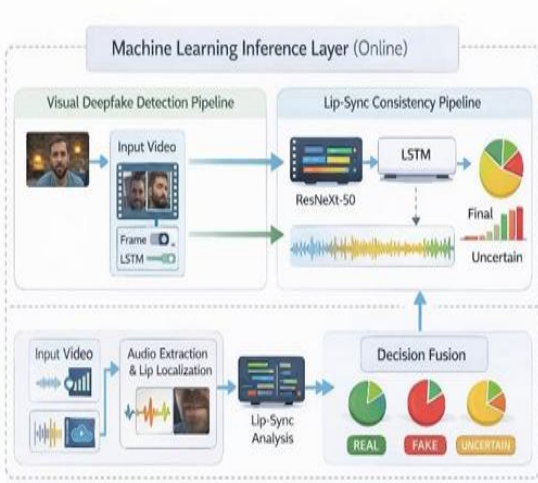 Machine Learning Inference Layer (Online)
Visual Deepfake Detection Pipeline
Lip-Sync Consistency Pipeline
Input Video
Frame
LSTM
ResNeXt-50
LSTM
Final
Uncertain
Input Video
Audio Extraction
& Lip Localization
Lip-Sync
Analysis
Decision Fusion
REAL
FAKE
UNCERTAIN